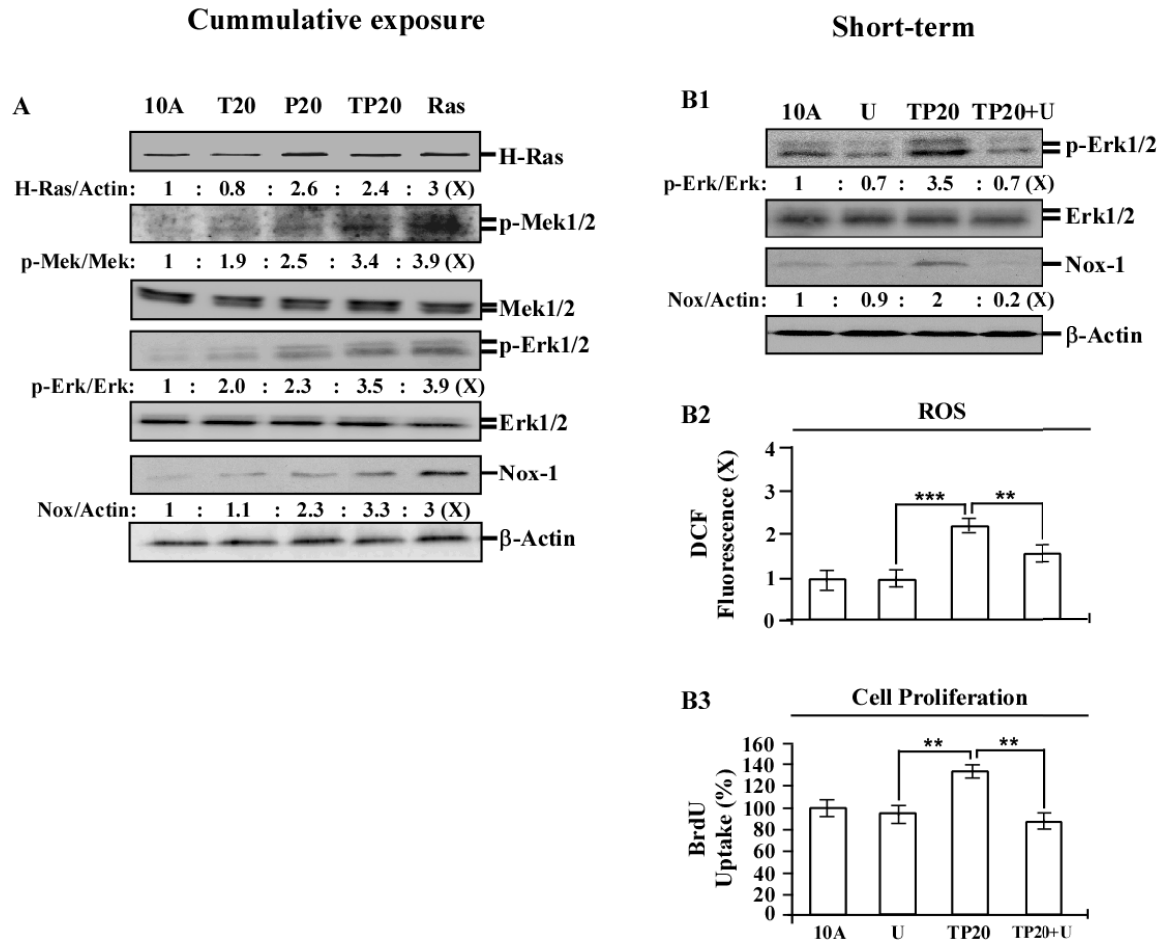 Cummulative exposure
A
10A T20 P20 TP20 Ras
H-Ras
H-Ras/Actin: 1 : 0.8 : 2.6 : 2.4 : 3 (X)
p-Mek1/2
p-Mek/Mek: 1 : 1.9 : 2.5 : 3.4 : 3.9 (X)
Mek1/2
p-Erk1/2
p-Erk/Erk: 1 : 2.0 : 2.3 : 3.5 : 3.9 (X)
Erk1/2
Nox-1
Nox/Actin: 1 : 1.1 : 2.3 : 3.3 : 3 (X)
β-Actin
Short-term
B1
10A U TP20 TP20+U
p-Erk1/2
p-Erk/Erk: 1 : 0.7 : 3.5 : 0.7 (X)
Erk1/2
Nox-1
Nox/Actin: 1 : 0.9 : 2 : 0.2 (X)
β-Actin
B2
ROS
DCF
Fluorescence (X)
4
3
2
1
0
*** **
B3
Cell Proliferation
BrdU
Uptake (%)
160
140
120
100
80
60
40
20
0
** **
10A U TP20 TP20+U